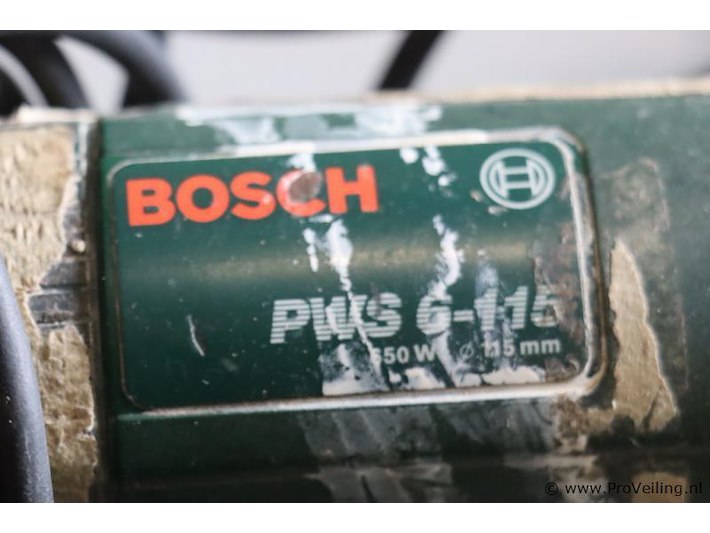 BOSCH
PWS 6-115
650 W ⌀ 115 mm
© www.ProVeiling.nl